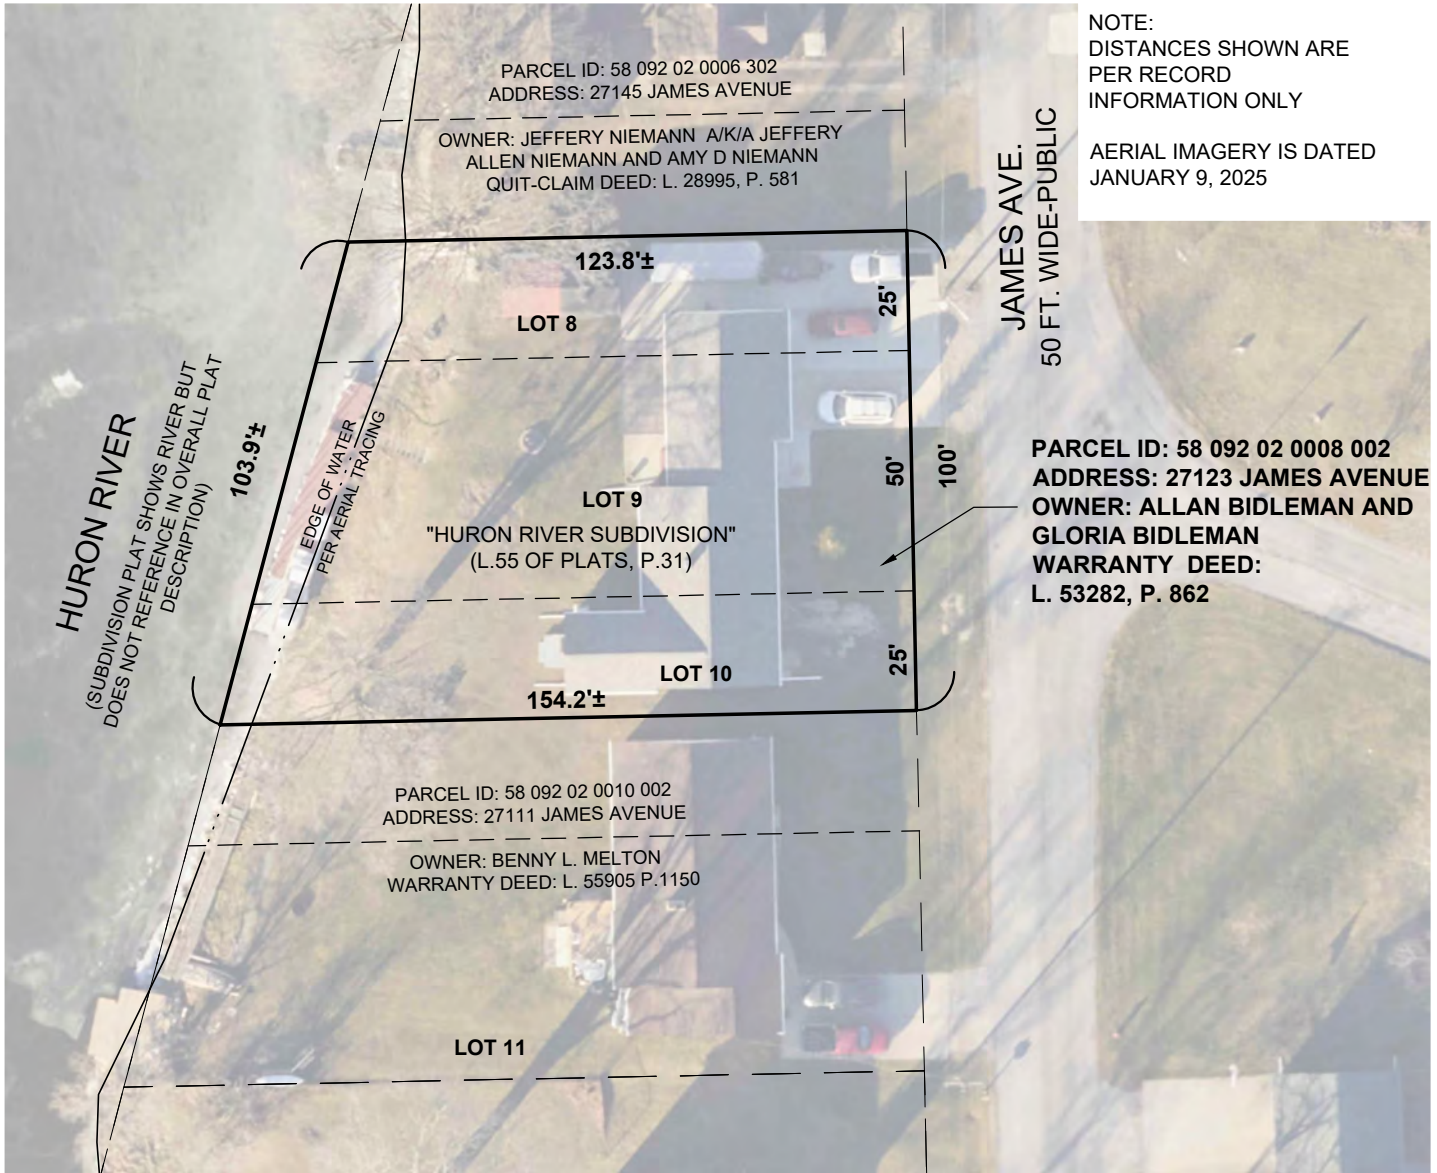 NOTE:
DISTANCES SHOWN ARE
PER RECORD
INFORMATION ONLY
AERIAL IMAGERY IS DATED
JANUARY 9, 2025
PARCEL ID: 58 092 02 0006 302
ADDRESS: 27145 JAMES AVENUE
OWNER: JEFFERY NIEMANN A/K/A JEFFERY
ALLEN NIEMANN AND AMY D NIEMANN
QUIT-CLAIM DEED: L. 28995, P. 581
JAMES AVE.
50 FT. WIDE-PUBLIC
123.8'±
25'
LOT 8
HURON RIVER
(SUBDIVISION PLAT SHOWS RIVER BUT
DOES NOT REFERENCE IN OVERALL PLAT
DESCRIPTION)
103.9'±
EDGE OF WATER
PER AERIAL TRACING
LOT 9
"HURON RIVER SUBDIVISION"
(L.55 OF PLATS, P.31)
50'
100'
PARCEL ID: 58 092 02 0008 002
ADDRESS: 27123 JAMES AVENUE
OWNER: ALLAN BIDLEMAN AND
GLORIA BIDLEMAN
WARRANTY DEED:
L. 53282, P. 862
25'
LOT 10
154.2'±
PARCEL ID: 58 092 02 0010 002
ADDRESS: 27111 JAMES AVENUE
OWNER: BENNY L. MELTON
WARRANTY DEED: L. 55905 P.1150
LOT 11